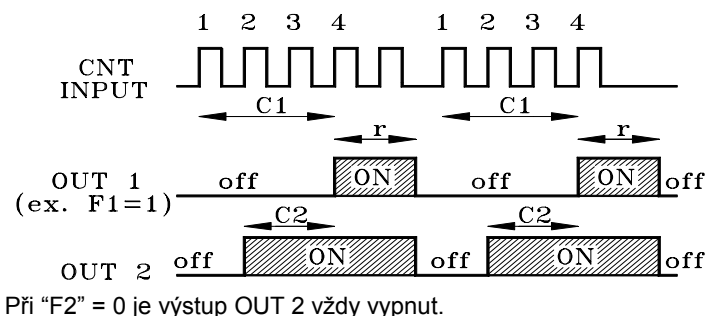 1 2 3 4 1 2 3 4
CNT
INPUT
C1 C1
r r
OUT 1
(ex. F1=1)
off ON off ON off
C2 C2
OUT 2
off ON off ON off
Při “F2” = 0 je výstup OUT 2 vždy vypnut.